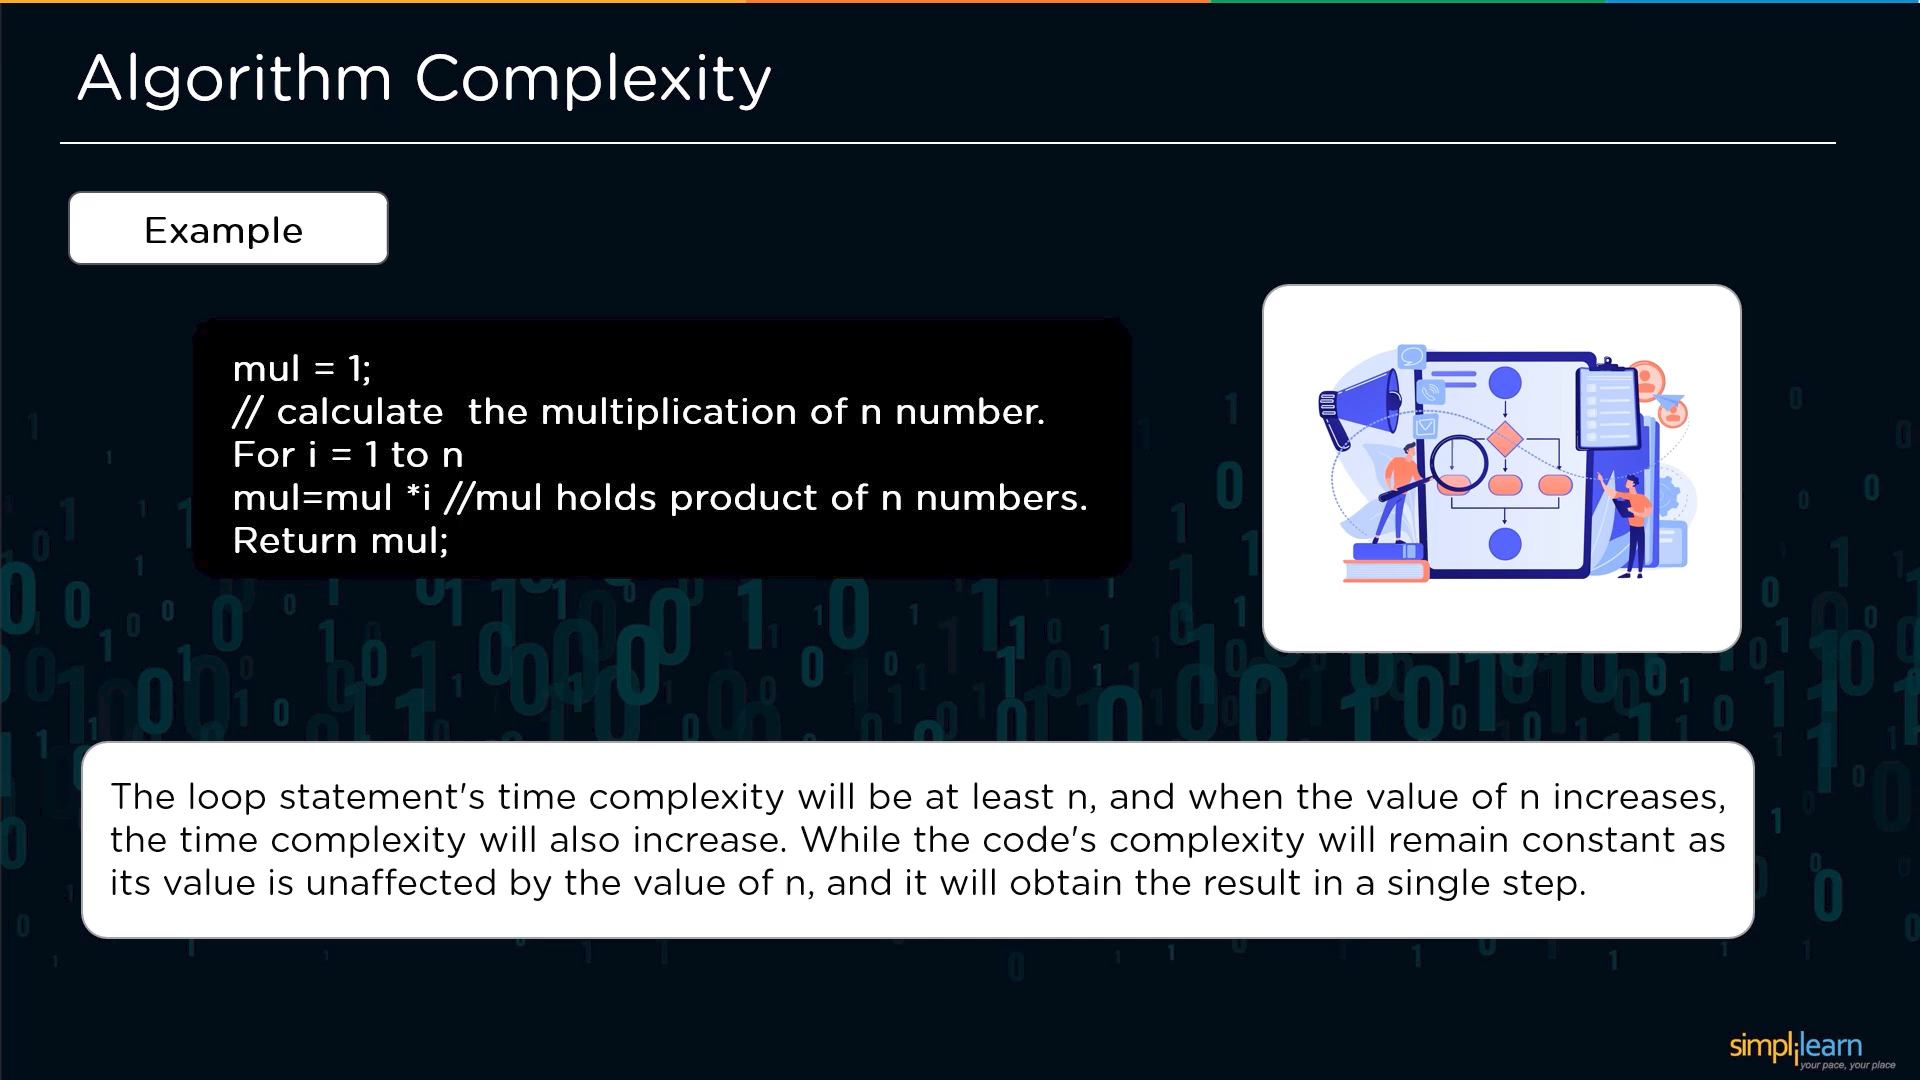 Algorithm Complexity
Example
mul = 1;
// calculate  the multiplication of n number.
For i = 1 to n
mul=mul *i //mul holds product of n numbers.
Return mul;
The loop statement's time complexity will be at least n, and when the value of n increases,
the time complexity will also increase. While the code's complexity will remain constant as
its value is unaffected by the value of n, and it will obtain the result in a single step.
simplilearn
your pace, your place